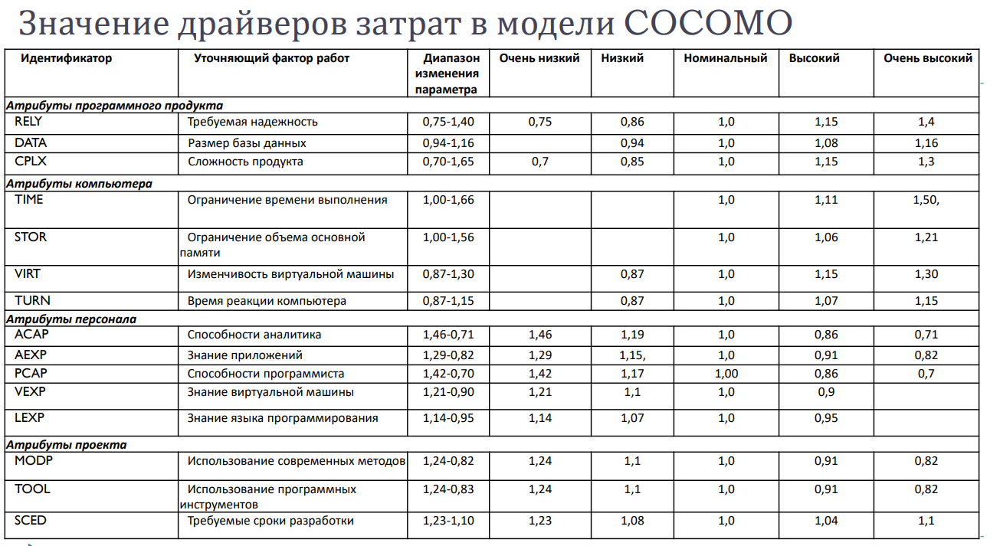 Значение драйверов затрат в модели COCOMO
Идентификатор Уточняющий фактор работ Диапазон изменения параметра Очень низкий Низкий Номинальный Высокий Очень высокий
Атрибуты программного продукта
RELY Требуемая надежность 0,75-1,40 0,75 0,86 1,0 1,15 1,4
DATA Размер базы данных 0,94-1,16 0,94 1,0 1,08 1,16
CPLX Сложность продукта 0,70-1,65 0,7 0,85 1,0 1,15 1,3
Атрибуты компьютера
TIME Ограничение времени выполнения 1,00-1,66 1,0 1,11 1,50,
STOR Ограничение объема основной памяти 1,00-1,56 1,0 1,06 1,21
VIRT Изменчивость виртуальной машины 0,87-1,30 0,87 1,0 1,15 1,30
TURN Время реакции компьютера 0,87-1,15 0,87 1,0 1,07 1,15
Атрибуты персонала
ACAP Способности аналитика 1,46-0,71 1,46 1,19 1,0 0,86 0,71
AEXP Знание приложений 1,29-0,82 1,29 1,15, 1,0 0,91 0,82
PCAP Способности программиста 1,42-0,70 1,42 1,17 1,00 0,86 0,7
VEXP Знание виртуальной машины 1,21-0,90 1,21 1,1 1,0 0,9
LEXP Знание языка программирования 1,14-0,95 1,14 1,07 1,0 0,95
Атрибуты проекта
MODP Использование современных методов 1,24-0,82 1,24 1,1 1,0 0,91 0,82
TOOL Использование программных инструментов 1,24-0,83 1,24 1,1 1,0 0,91 0,82
SCED Требуемые сроки разработки 1,23-1,10 1,23 1,08 1,0 1,04 1,1